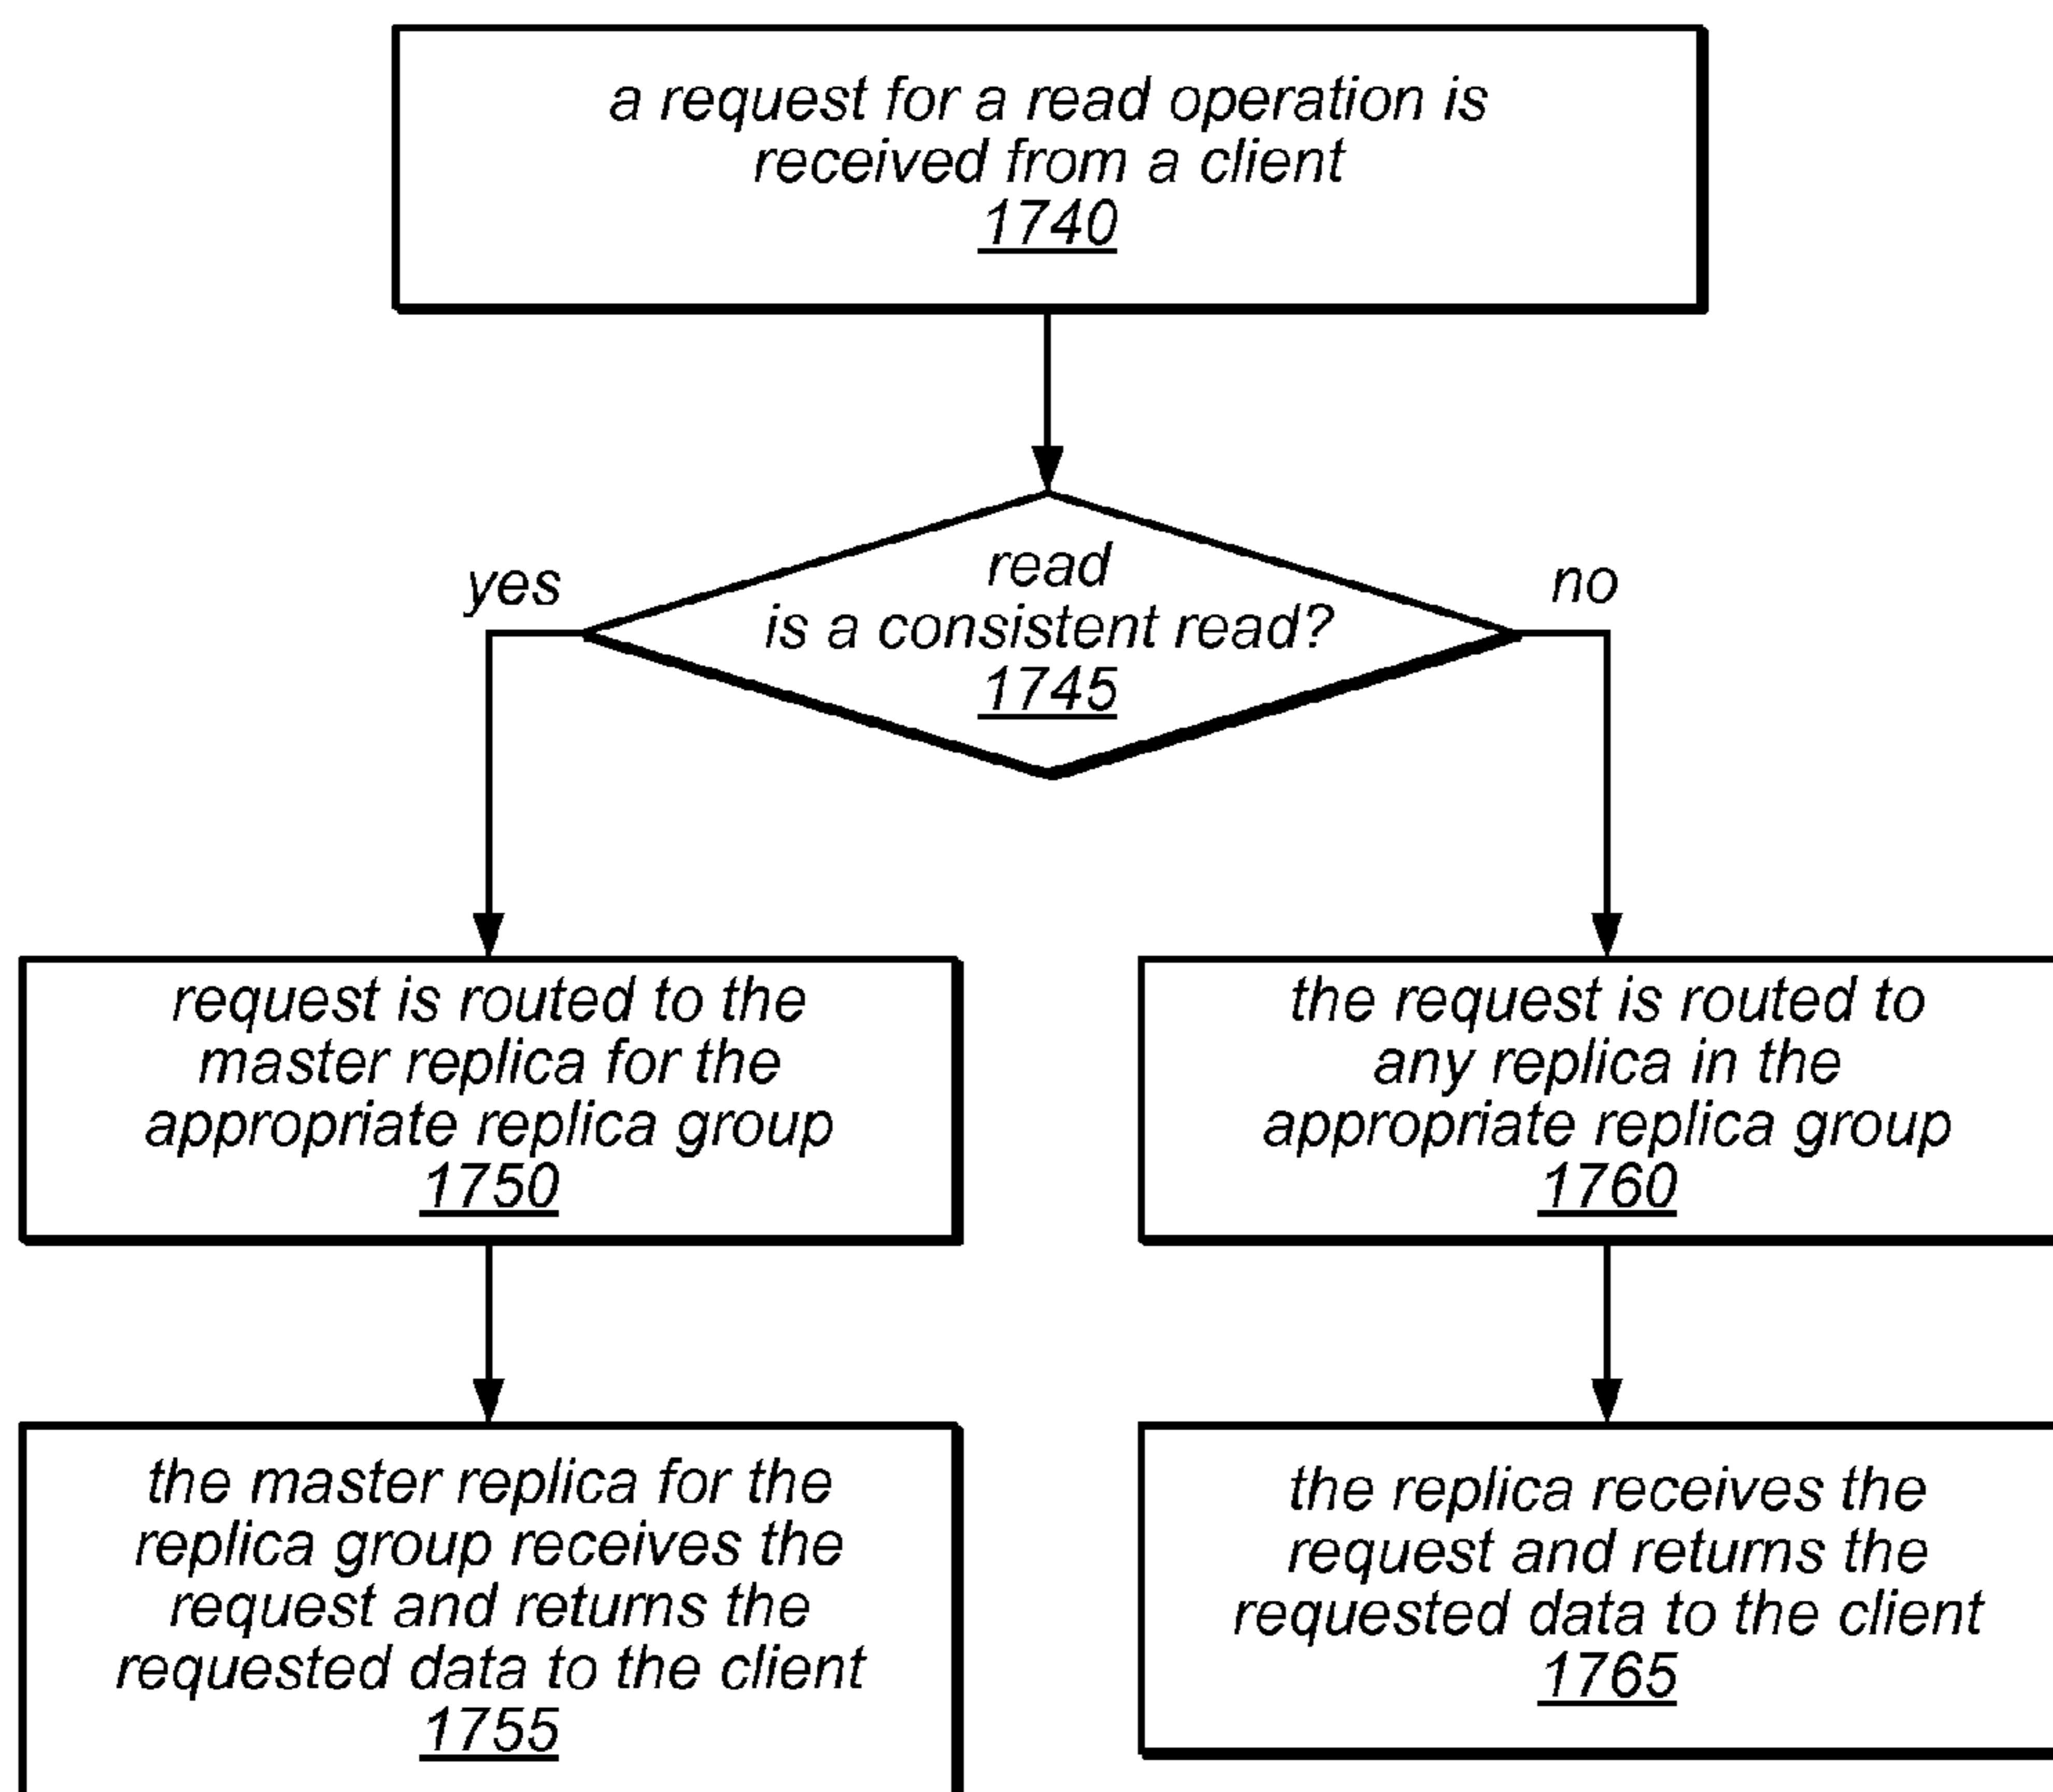 a request for a read operation is
received from a client
1740
yes
no
read
is a consistent read?
1745
request is routed to the
master replica for the
appropriate replica group
1750
the request is routed to
any replica in the
appropriate replica group
1760
the master replica for the
replica group receives the
request and returns the
requested data to the client
1755
the replica receives the
request and returns the
requested data to the client
1765